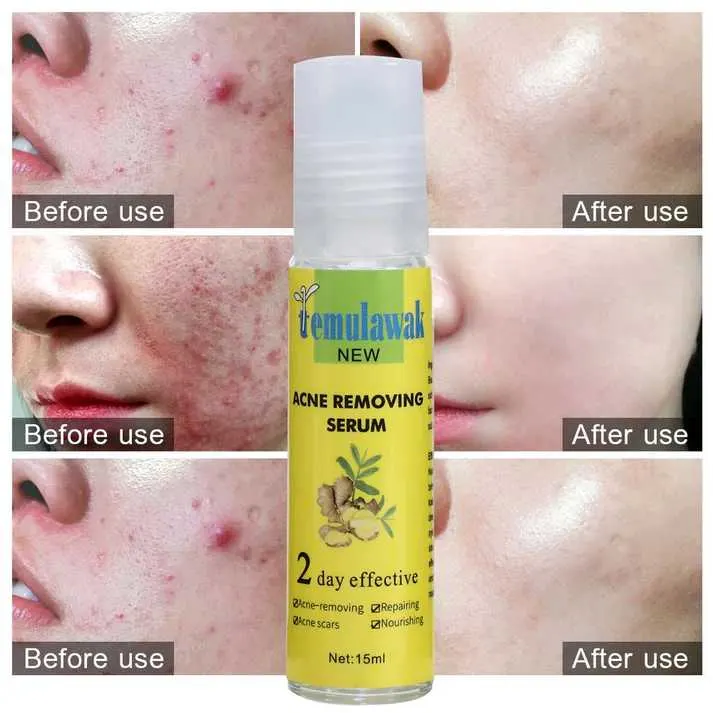 Before use
After use
temulawak
NEW
ACNE REMOVING
SERUM
Before use
After use
2 day effective
☑Acne-removing ☑Repairing
☑Acne scars ☑Nourishing
Before use
After use
Net:15ml